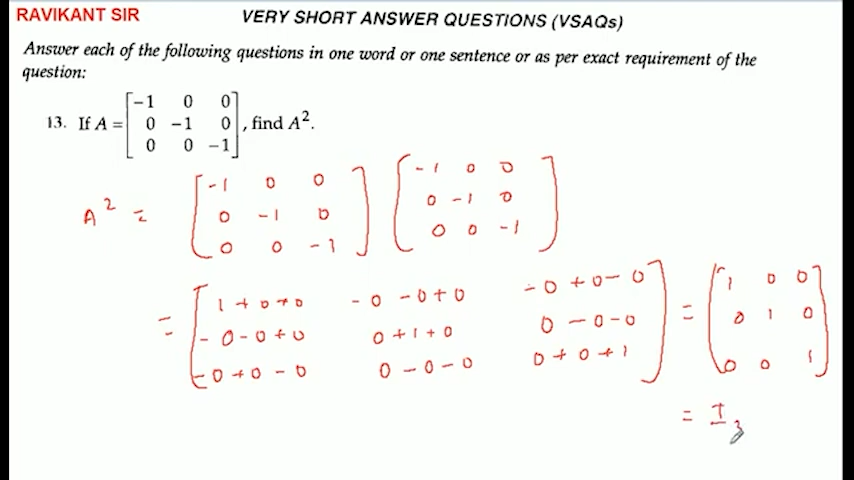 RAVIKANT SIR
VERY SHORT ANSWER QUESTIONS (VSAQs)
Answer each of the following questions in one word or one sentence or as per exact requirement of the
question:
13. If A = [-1 0 0
0 -1 0
0 0 -1], find A².
A² = [-1 0 0 [-1 0 0
0 -1 0 0 -1 0
0 0 -1] 0 0 -1]
= [1+0+0 -0-0+0 -0+0-0 = [1 0 0
-0-0+0 0+1+0 0-0-0 0 1 0
-0+0-0 0-0-0 0+0+1] 0 0 1]
= I₃